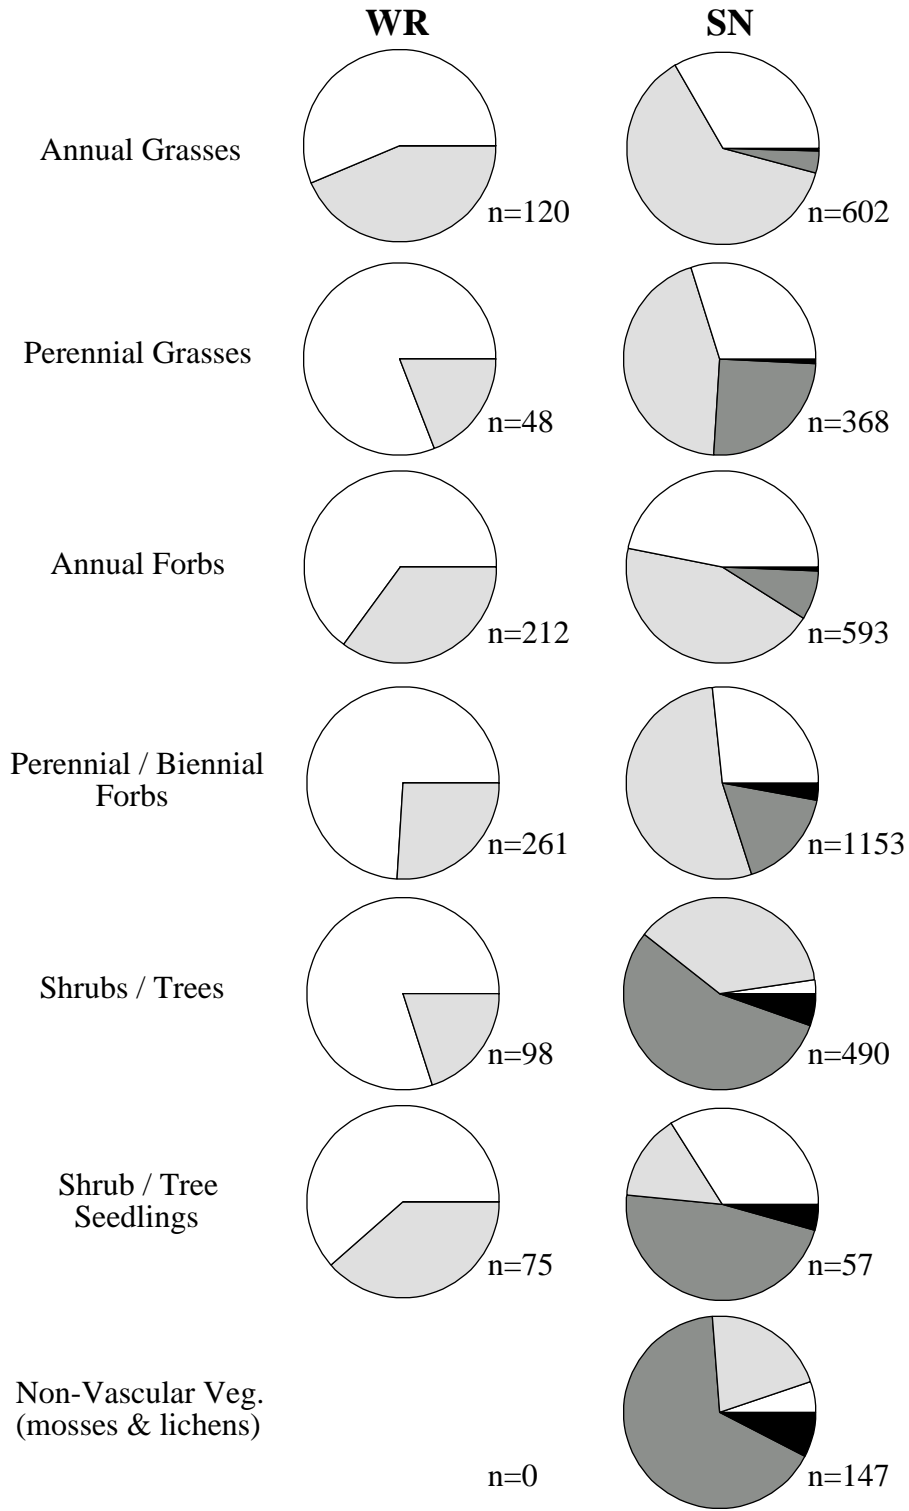 WR SN
Annual Grasses
n=120 n=602
Perennial Grasses
n=48 n=368
Annual Forbs
n=212 n=593
Perennial / Biennial
Forbs
n=261 n=1153
Shrubs / Trees
n=98 n=490
Shrub / Tree
Seedlings
n=75 n=57
Non-Vascular Veg.
(mosses & lichens)
n=0 n=147